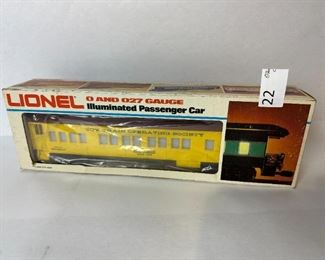 LIONEL
O AND O27 GAUGE
Illuminated Passenger Car
22
TOY TRAIN OPERATING SOCIETY